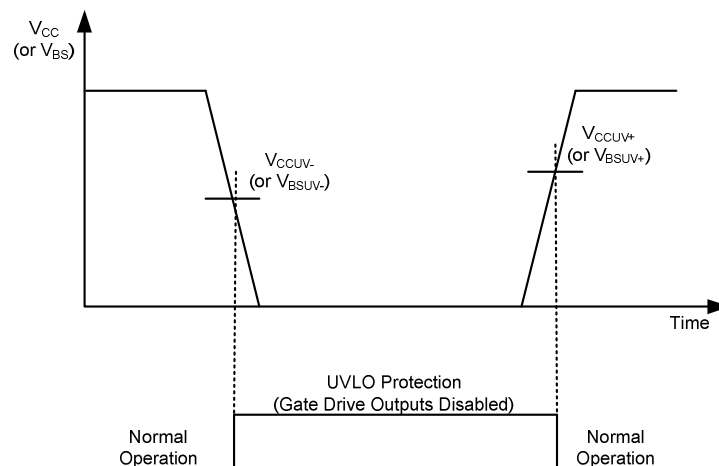 VCC
(or VBS)
VCCUV-
(or VBSUV-)
VCCUV+
(or VBSUV+)
Time
UVLO Protection
(Gate Drive Outputs Disabled)
Normal
Operation
Normal
Operation